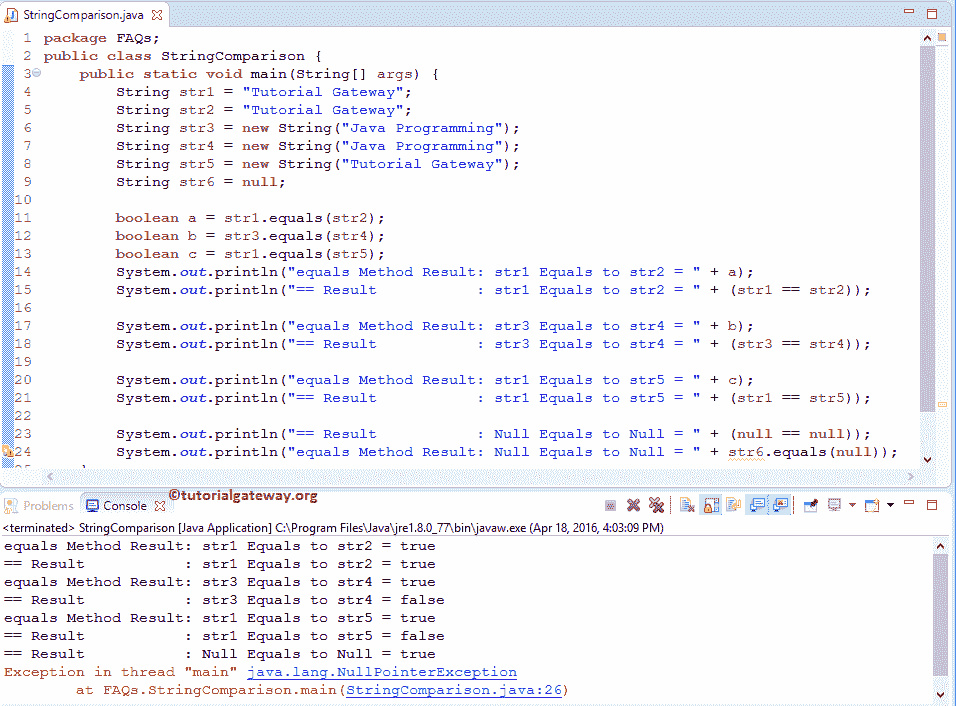 StringComparison.java
1 package FAQs;
2 public class StringComparison {
3 public static void main(String[] args) {
4 String str1 = "Tutorial Gateway";
5 String str2 = "Tutorial Gateway";
6 String str3 = new String("Java Programming");
7 String str4 = new String("Java Programming");
8 String str5 = new String("Tutorial Gateway");
9 String str6 = null;
10
11 boolean a = str1.equals(str2);
12 boolean b = str3.equals(str4);
13 boolean c = str1.equals(str5);
14 System.out.println("equals Method Result: str1 Equals to str2 = " + a);
15 System.out.println("== Result           : str1 Equals to str2 = " + (str1 == str2));
16
17 System.out.println("equals Method Result: str3 Equals to str4 = " + b);
18 System.out.println("== Result           : str3 Equals to str4 = " + (str3 == str4));
19
20 System.out.println("equals Method Result: str1 Equals to str5 = " + c);
21 System.out.println("== Result           : str1 Equals to str5 = " + (str1 == str5));
22
23 System.out.println("== Result           : Null Equals to Null = " + (null == null));
24 System.out.println("equals Method Result: Null Equals to Null = " + str6.equals(null));
©tutorialgateway.org
Problems Console
<terminated> StringComparison [Java Application] C:\Program Files\Java\jre1.8.0_77\bin\javaw.exe (Apr 18, 2016, 4:03:09 PM)
equals Method Result: str1 Equals to str2 = true
== Result           : str1 Equals to str2 = true
equals Method Result: str3 Equals to str4 = true
== Result           : str3 Equals to str4 = false
equals Method Result: str1 Equals to str5 = true
== Result           : str1 Equals to str5 = false
== Result           : Null Equals to Null = true
Exception in thread "main" java.lang.NullPointerException
at FAQs.StringComparison.main(StringComparison.java:26)